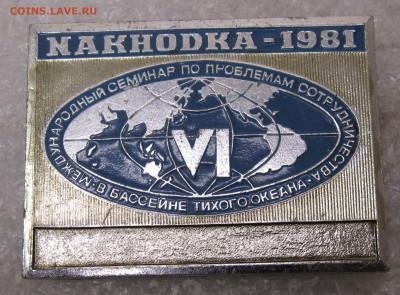 COINS.LAVE.RU
NAKHODKA - 1981
МЕЖДУНАРОДНЫЙ СЕМИНАР ПО ПРОБЛЕМАМ СОТРУДНИЧЕСТВА
В БАССЕЙНЕ ТИХОГО ОКЕАНА
VI